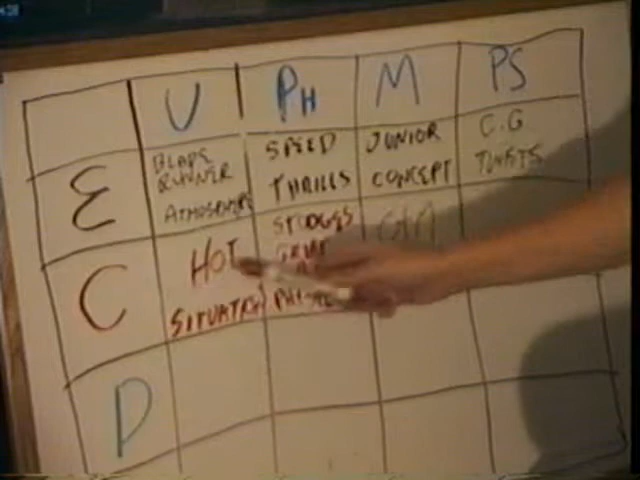 U PH M PS
E
BLADE
RUNNER
ATMOSPHERE
SPEED
THRILLS
JUNIOR
CONCEPT
C.G
TWISTS
C
HOT
SITUATION
STOOGES
D